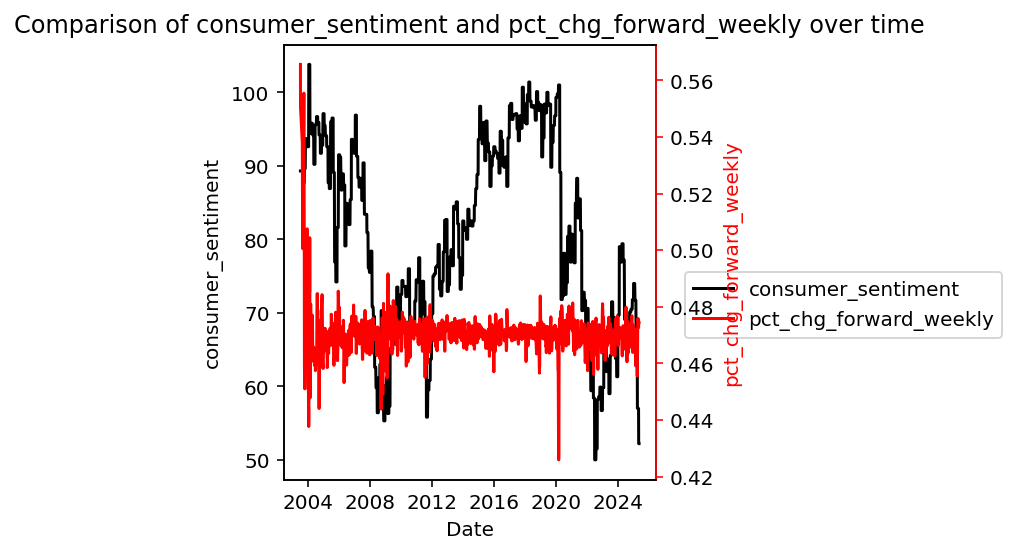 Comparison of consumer_sentiment and pct_chg_forward_weekly over time
consumer_sentiment
100
90
80
70
60
50
2004 2008 2012 2016 2020 2024
Date
0.56
0.54
0.52
0.50
0.48
0.46
0.44
0.42
pct_chg_forward_weekly
consumer_sentiment
pct_chg_forward_weekly